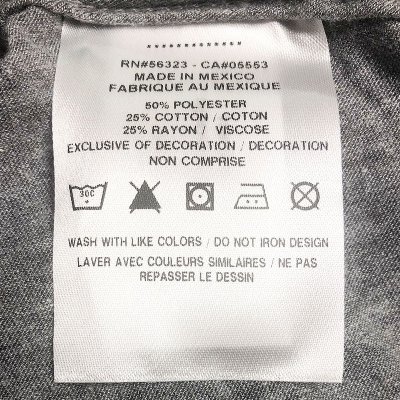 RN#56323 - CA#05553
MADE IN MEXICO
FABRIQUE AU MEXIQUE
50% POLYESTER
25% COTTON / COTON
25% RAYON / VISCOSE
EXCLUSIVE OF DECORATION / DECORATION
NON COMPRISE
30C
WASH WITH LIKE COLORS / DO NOT IRON DESIGN
LAVER AVEC COULEURS SIMILAIRES / NE PAS
REPASSER LE DESSIN